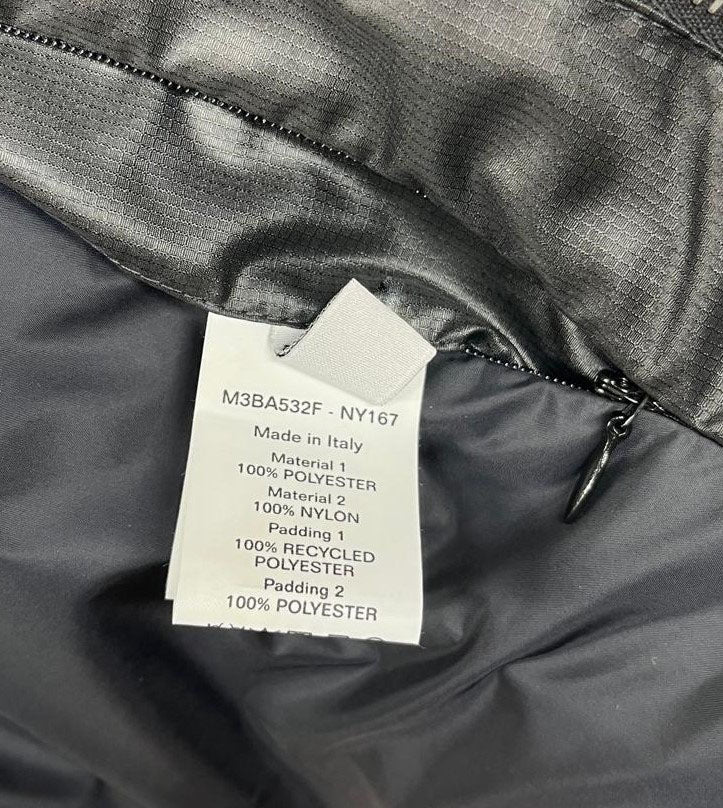 M3BA532F - NY167
Made in Italy
Material 1
100% POLYESTER
Material 2
100% NYLON
Padding 1
100% RECYCLED
POLYESTER
Padding 2
100% POLYESTER